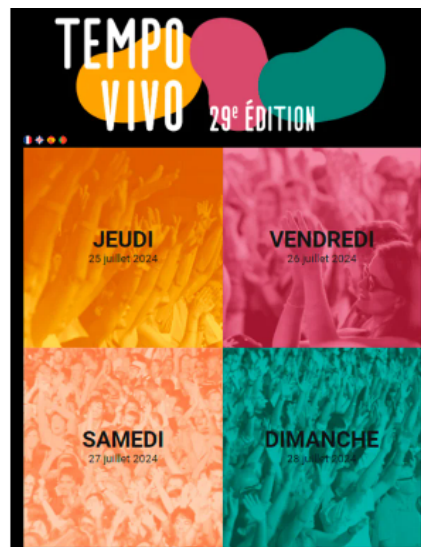 TEMPO
VIVO 29e ÉDITION
JEUDI
25 juillet 2024
VENDREDI
26 juillet 2024
SAMEDI
27 juillet 2024
DIMANCHE
28 juillet 2024